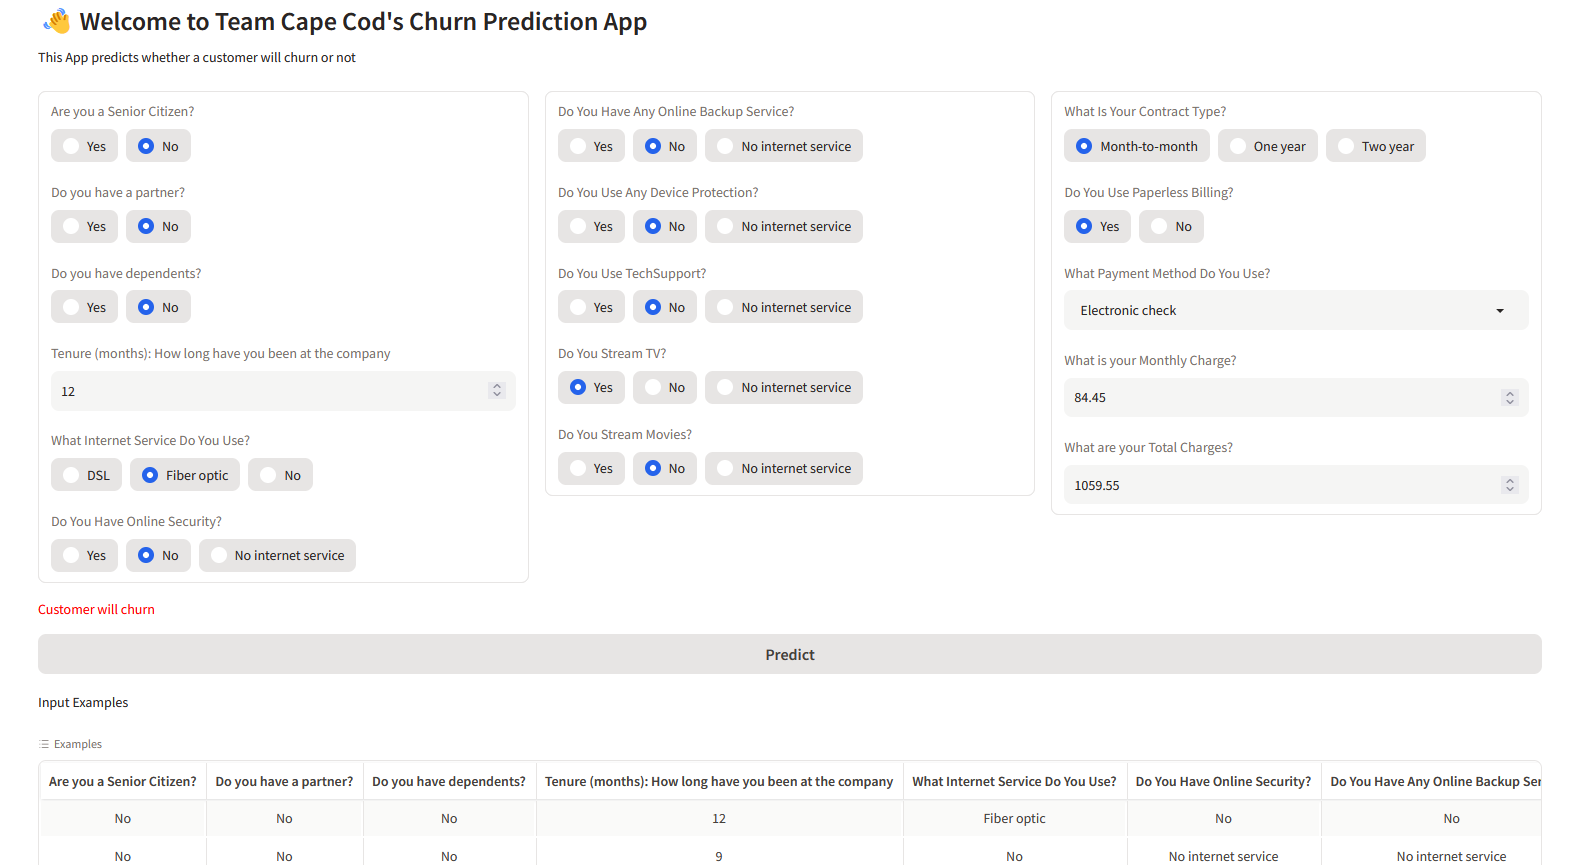 👋 Welcome to Team Cape Cod's Churn Prediction App
This App predicts whether a customer will churn or not
Are you a Senior Citizen?
Yes No
Do you have a partner?
Yes No
Do you have dependents?
Yes No
Tenure (months): How long have you been at the company
12
What Internet Service Do You Use?
DSL Fiber optic No
Do You Have Online Security?
Yes No No internet service
Do You Have Any Online Backup Service?
Yes No No internet service
Do You Use Any Device Protection?
Yes No No internet service
Do You Use TechSupport?
Yes No No internet service
Do You Stream TV?
Yes No No internet service
Do You Stream Movies?
Yes No No internet service
What Is Your Contract Type?
Month-to-month One year Two year
Do You Use Paperless Billing?
Yes No
What Payment Method Do You Use?
Electronic check
What is your Monthly Charge?
84.45
What are your Total Charges?
1059.55
Customer will churn
Predict
Input Examples
Examples
Are you a Senior Citizen? Do you have a partner? Do you have dependents? Tenure (months): How long have you been at the company What Internet Service Do You Use? Do You Have Online Security? Do You Have Any Online Backup Ser
No No No 12 Fiber optic No No
No No No 9 No No internet service No internet service